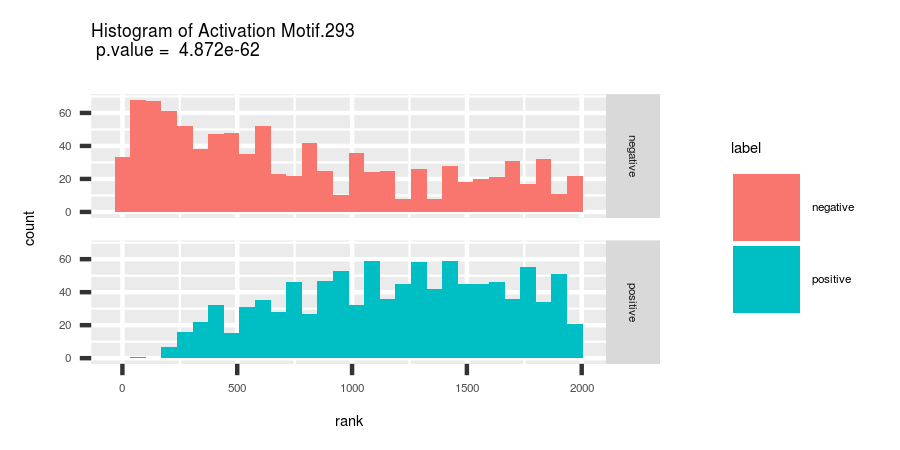 Histogram of Activation Motif.293
p.value =  4.872e-62
count
60
40
20
0
negative
60
40
20
0
positive
0
500
1000
1500
2000
rank
label
negative
positive